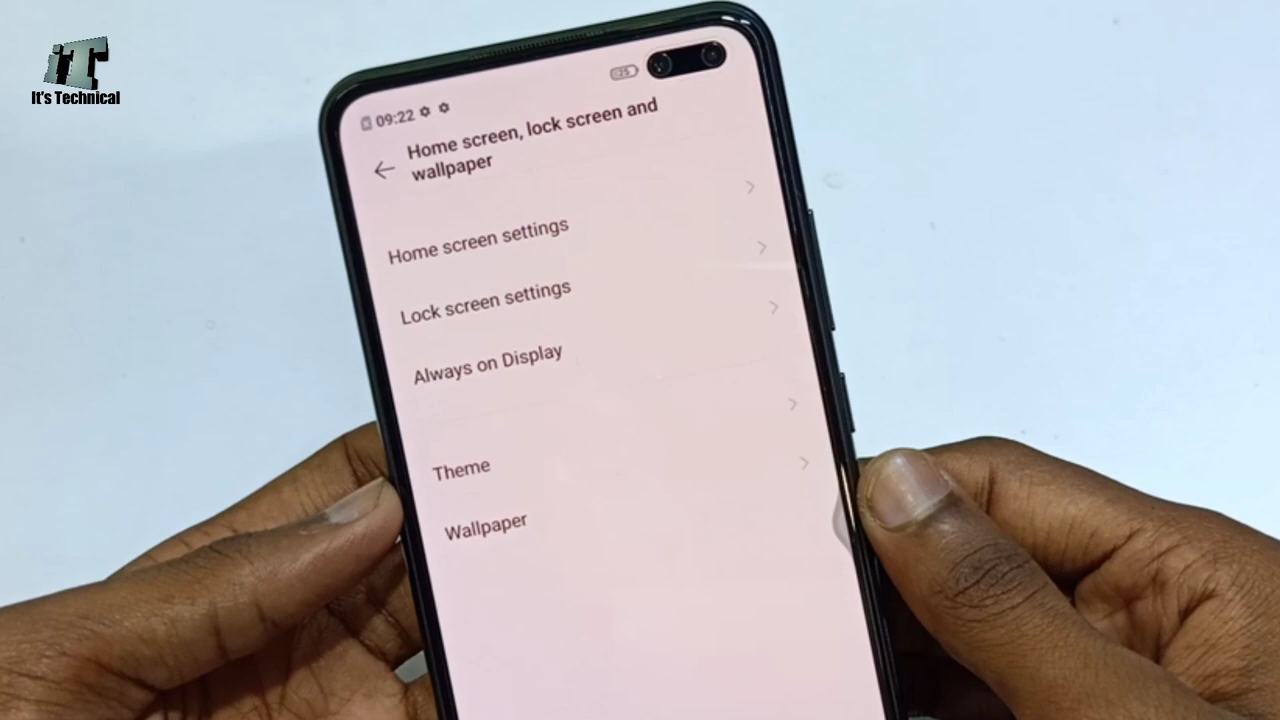 iT
It's Technical
09:22
25
Home screen, lock screen and
wallpaper
Home screen settings
Lock screen settings
Always on Display
Theme
Wallpaper